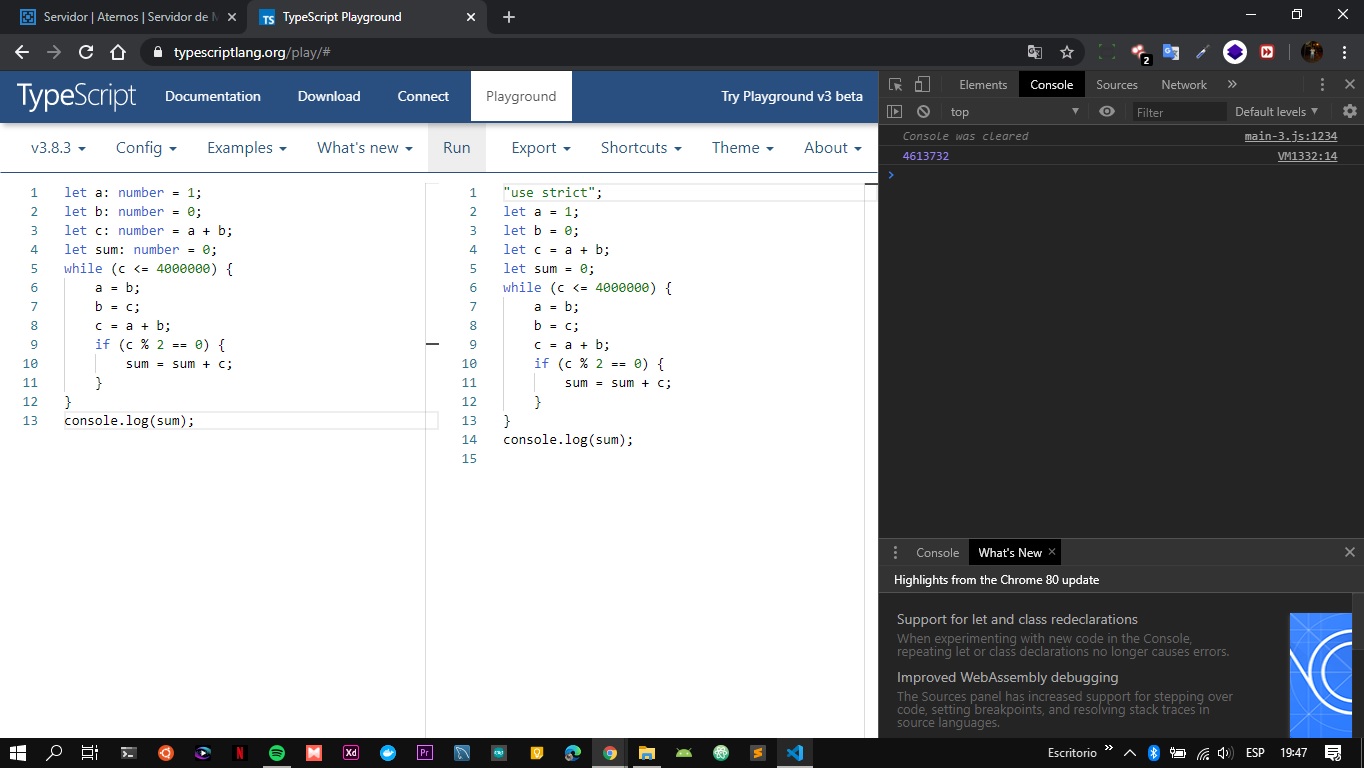 Servidor | Aternos | Servidor de M
TypeScript Playground
typescriptlang.org/play/#
2
TypeScript
Documentation
Download
Connect
Playground
Try Playground v3 beta
v3.8.3
Config
Examples
What's new
Run
Export
Shortcuts
Theme
About
1 let a: number = 1;
2 let b: number = 0;
3 let c: number = a + b;
4 let sum: number = 0;
5 while (c <= 4000000) {
6 a = b;
7 b = c;
8 c = a + b;
9 if (c % 2 == 0) {
10 sum = sum + c;
11 }
12 }
13 console.log(sum);
1 "use strict";
2 let a = 1;
3 let b = 0;
4 let c = a + b;
5 let sum = 0;
6 while (c <= 4000000) {
7 a = b;
8 b = c;
9 c = a + b;
10 if (c % 2 == 0) {
11 sum = sum + c;
12 }
13 }
14 console.log(sum);
15
Elements
Console
Sources
Network
top
Filter
Default levels
Console was cleared main-3.js:1234
4613732 VM1332:14
Console
What's New
Highlights from the Chrome 80 update
Support for let and class redeclarations
When experimenting with new code in the Console,
repeating let or class declarations no longer causes errors.
Improved WebAssembly debugging
The Sources panel has increased support for stepping over
code, setting breakpoints, and resolving stack traces in
source languages.
Xd
Pr
Escritorio
ESP
19:47